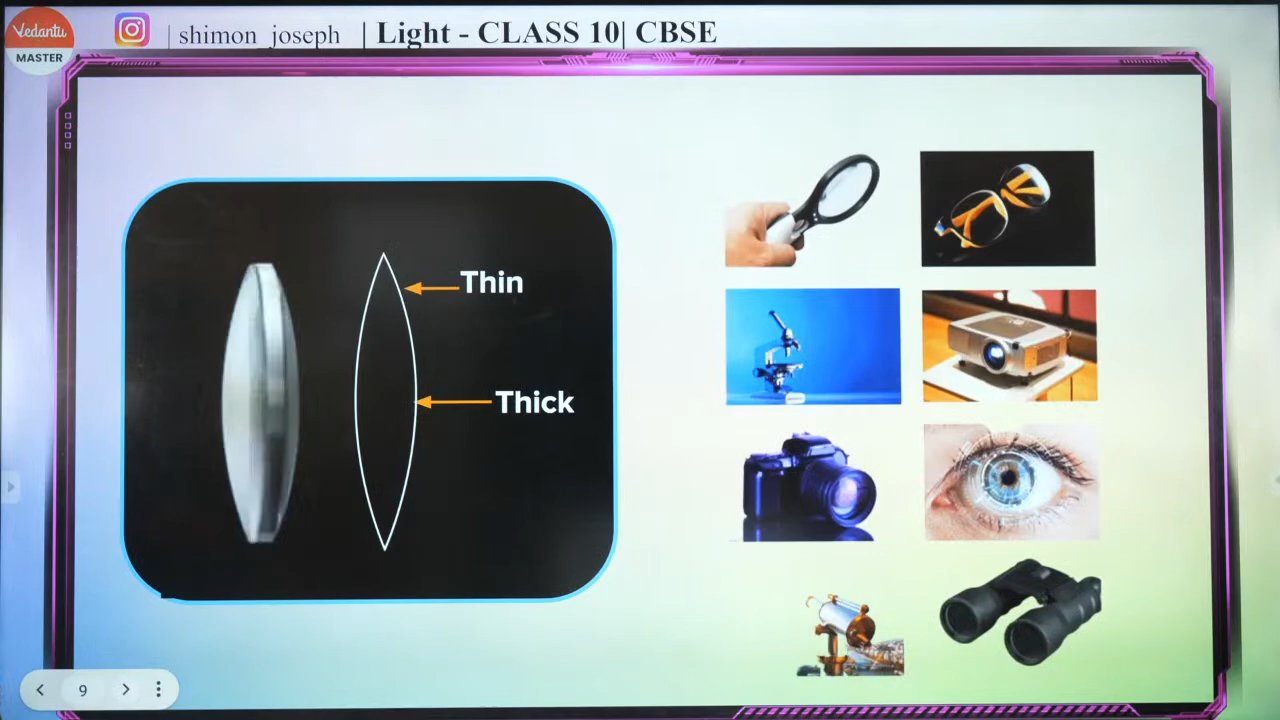 Vedantu
MASTER
| shimon_joseph | Light - CLASS 10| CBSE
Thin
Thick
9